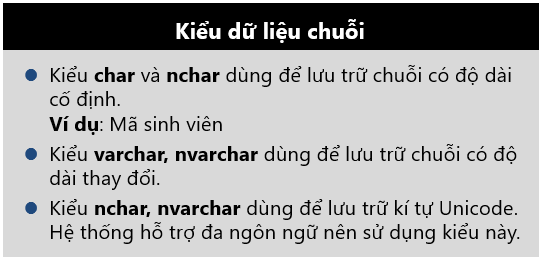 Kiểu dữ liệu chuỗi
Kiểu char và nchar dùng để lưu trữ chuỗi có độ dài
cố định.
Ví dụ: Mã sinh viên
Kiểu varchar, nvarchar dùng để lưu trữ chuỗi có độ
dài thay đổi.
Kiểu nchar, nvarchar dùng để lưu trữ kí tự Unicode.
Hệ thống hỗ trợ đa ngôn ngữ nên sử dụng kiểu này.